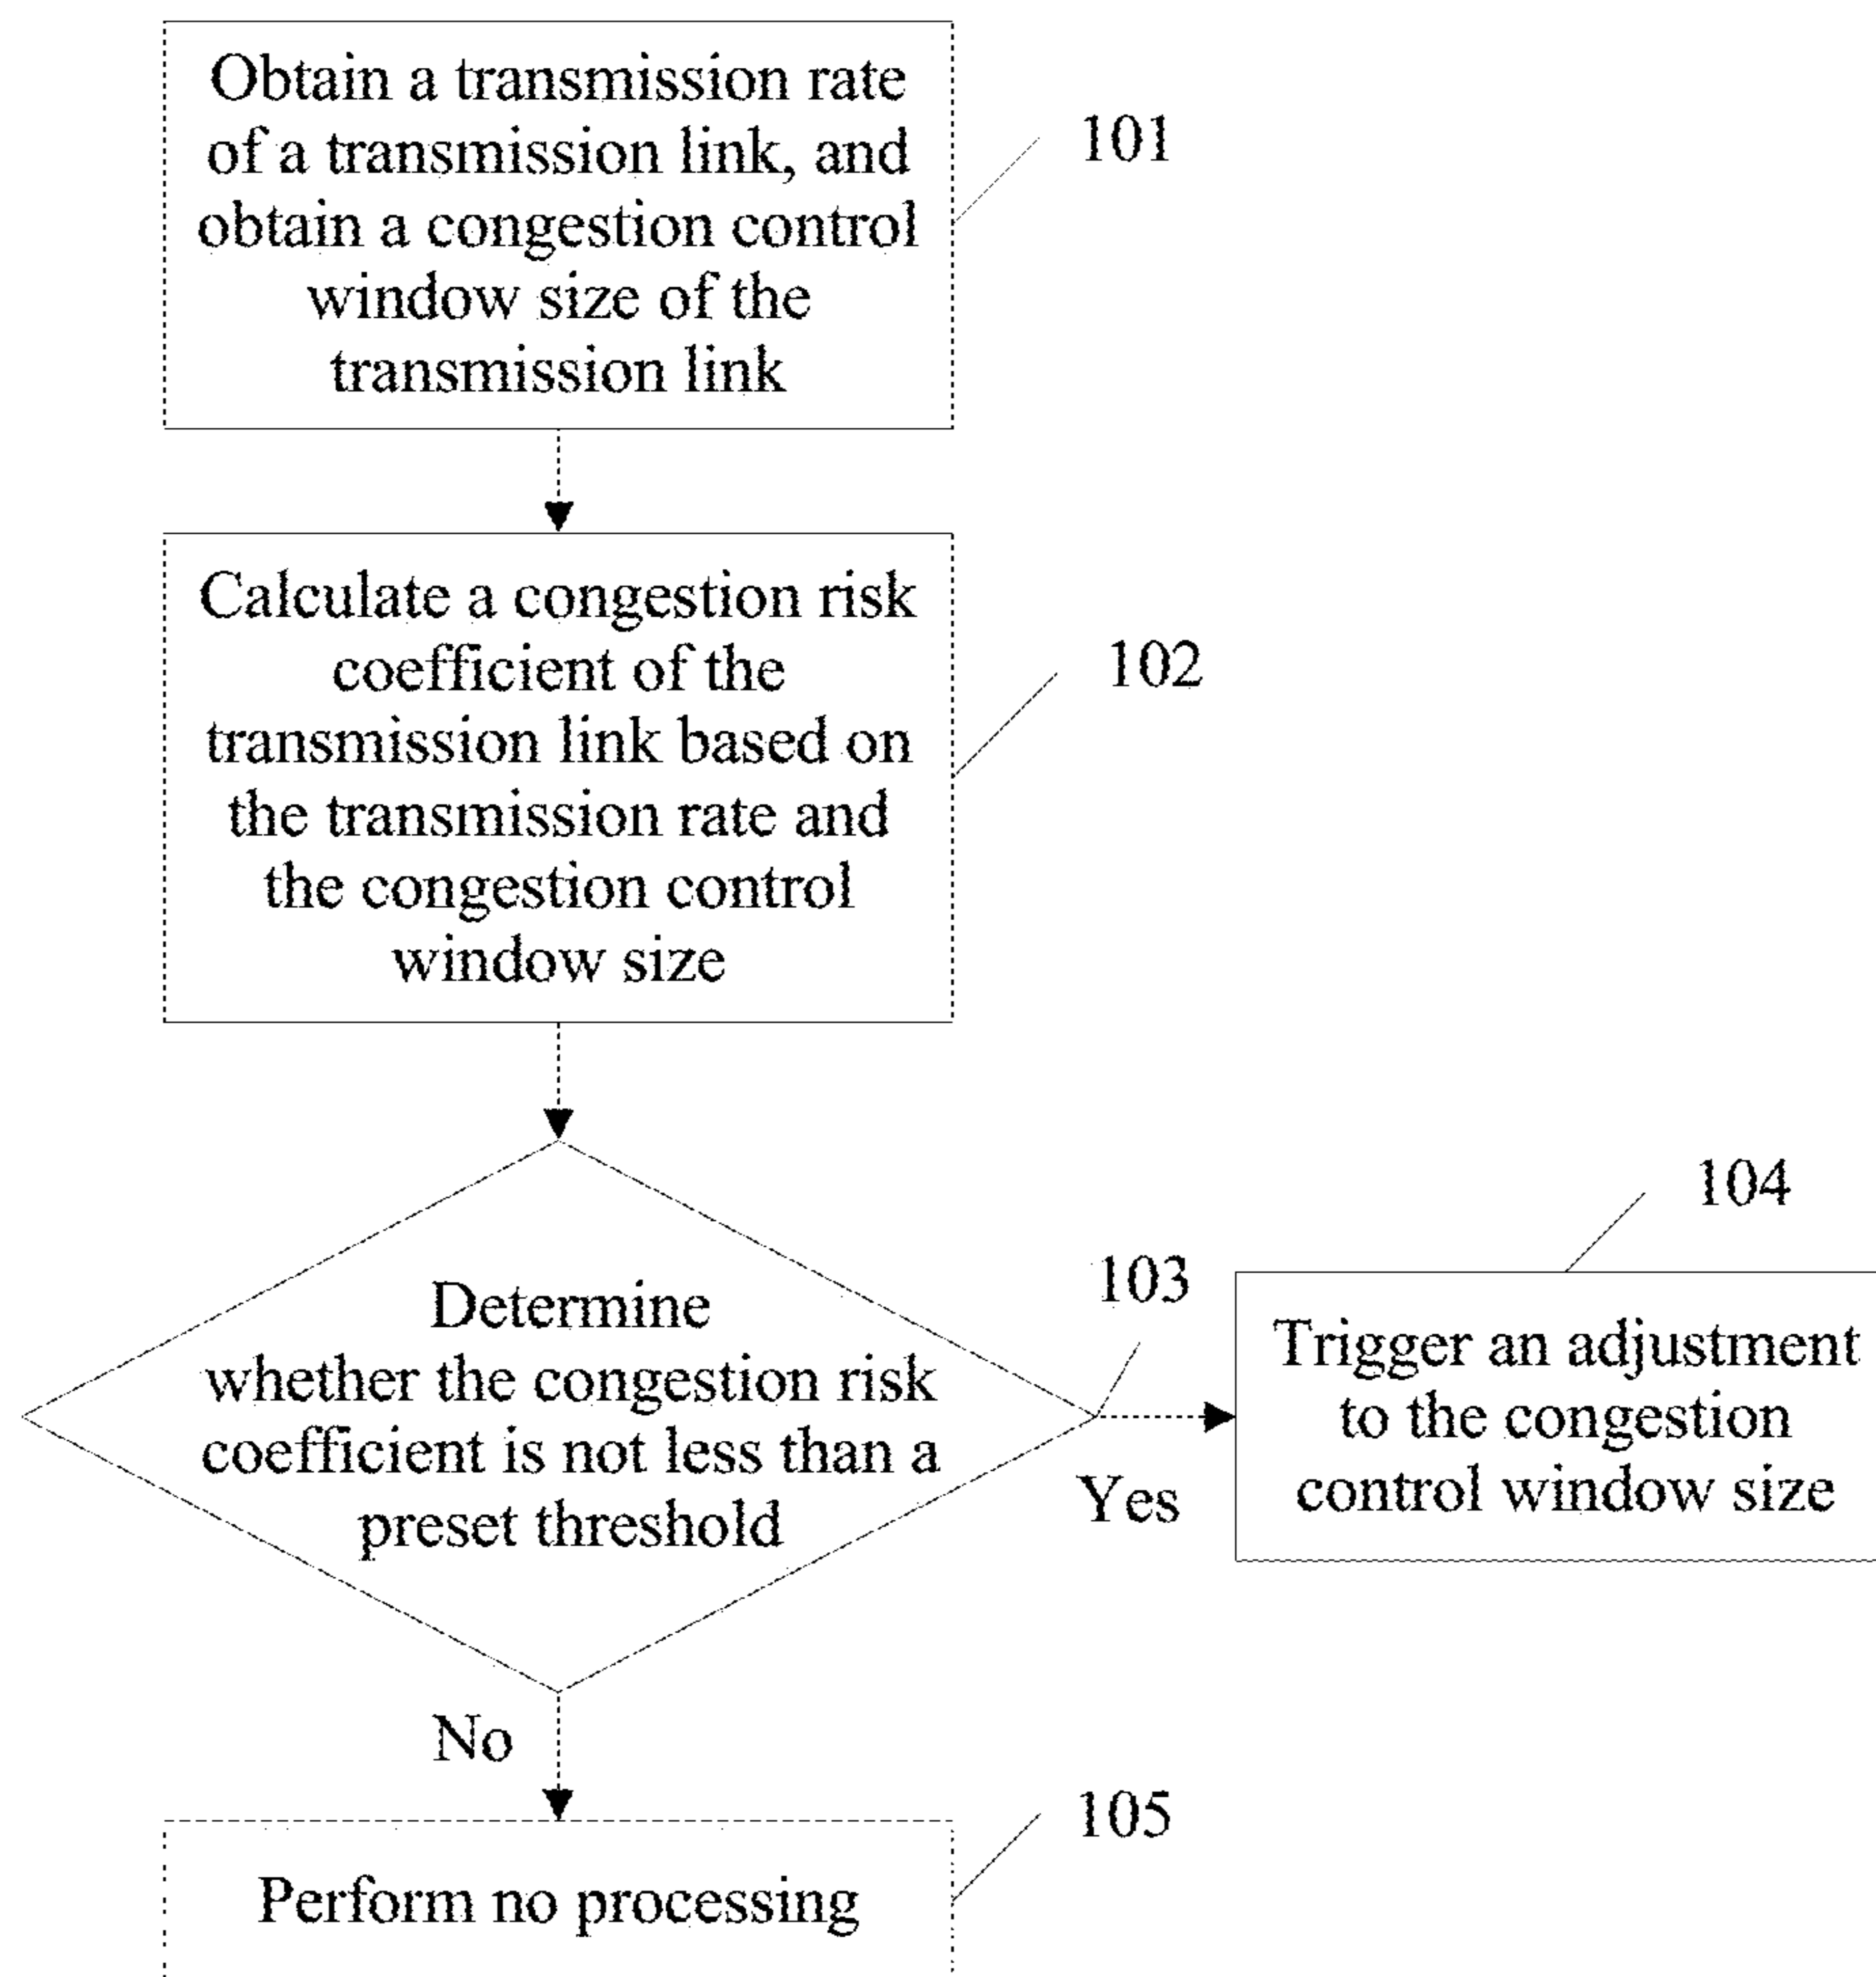 Obtain a transmission rate
of a transmission link, and
obtain a congestion control
window size of the
transmission link
101
Calculate a congestion risk
coefficient of the
transmission link based on
the transmission rate and
the congestion control
window size
102
Determine
whether the congestion risk
coefficient is not less than a
preset threshold
103
Yes
104
Trigger an adjustment
to the congestion
control window size
No
105
Perform no processing